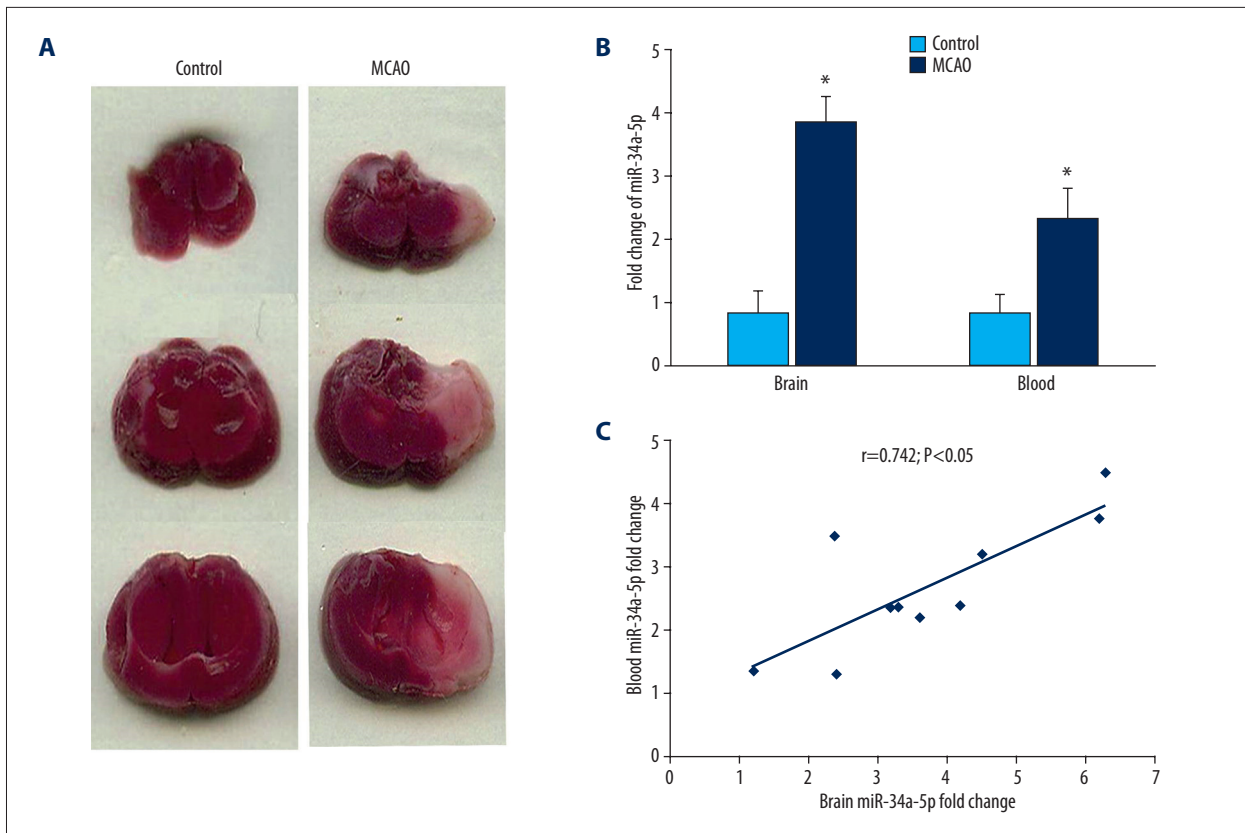 A
Control
MCAO
B
Control
MCAO
Fold change of miR-34a-5p
5
4
3
2
1
0
*
*
Brain
Blood
C
r=0.742; P<0.05
Blood miR-34a-5p fold change
5
4
3
2
1
0
0 1 2 3 4 5 6 7
Brain miR-34a-5p fold change